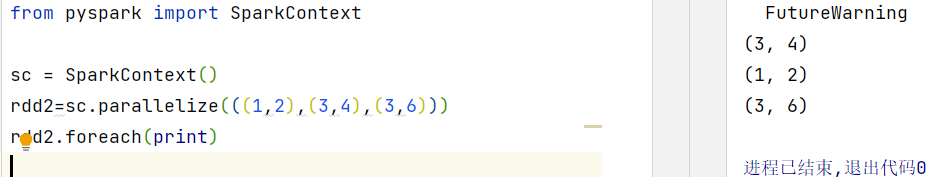 from pyspark import SparkContext
sc = SparkContext()
rdd2=sc.parallelize(((1,2),(3,4),(3,6)))
rdd2.foreach(print)
FutureWarning
(3, 4)
(1, 2)
(3, 6)
进程已结束,退出代码0